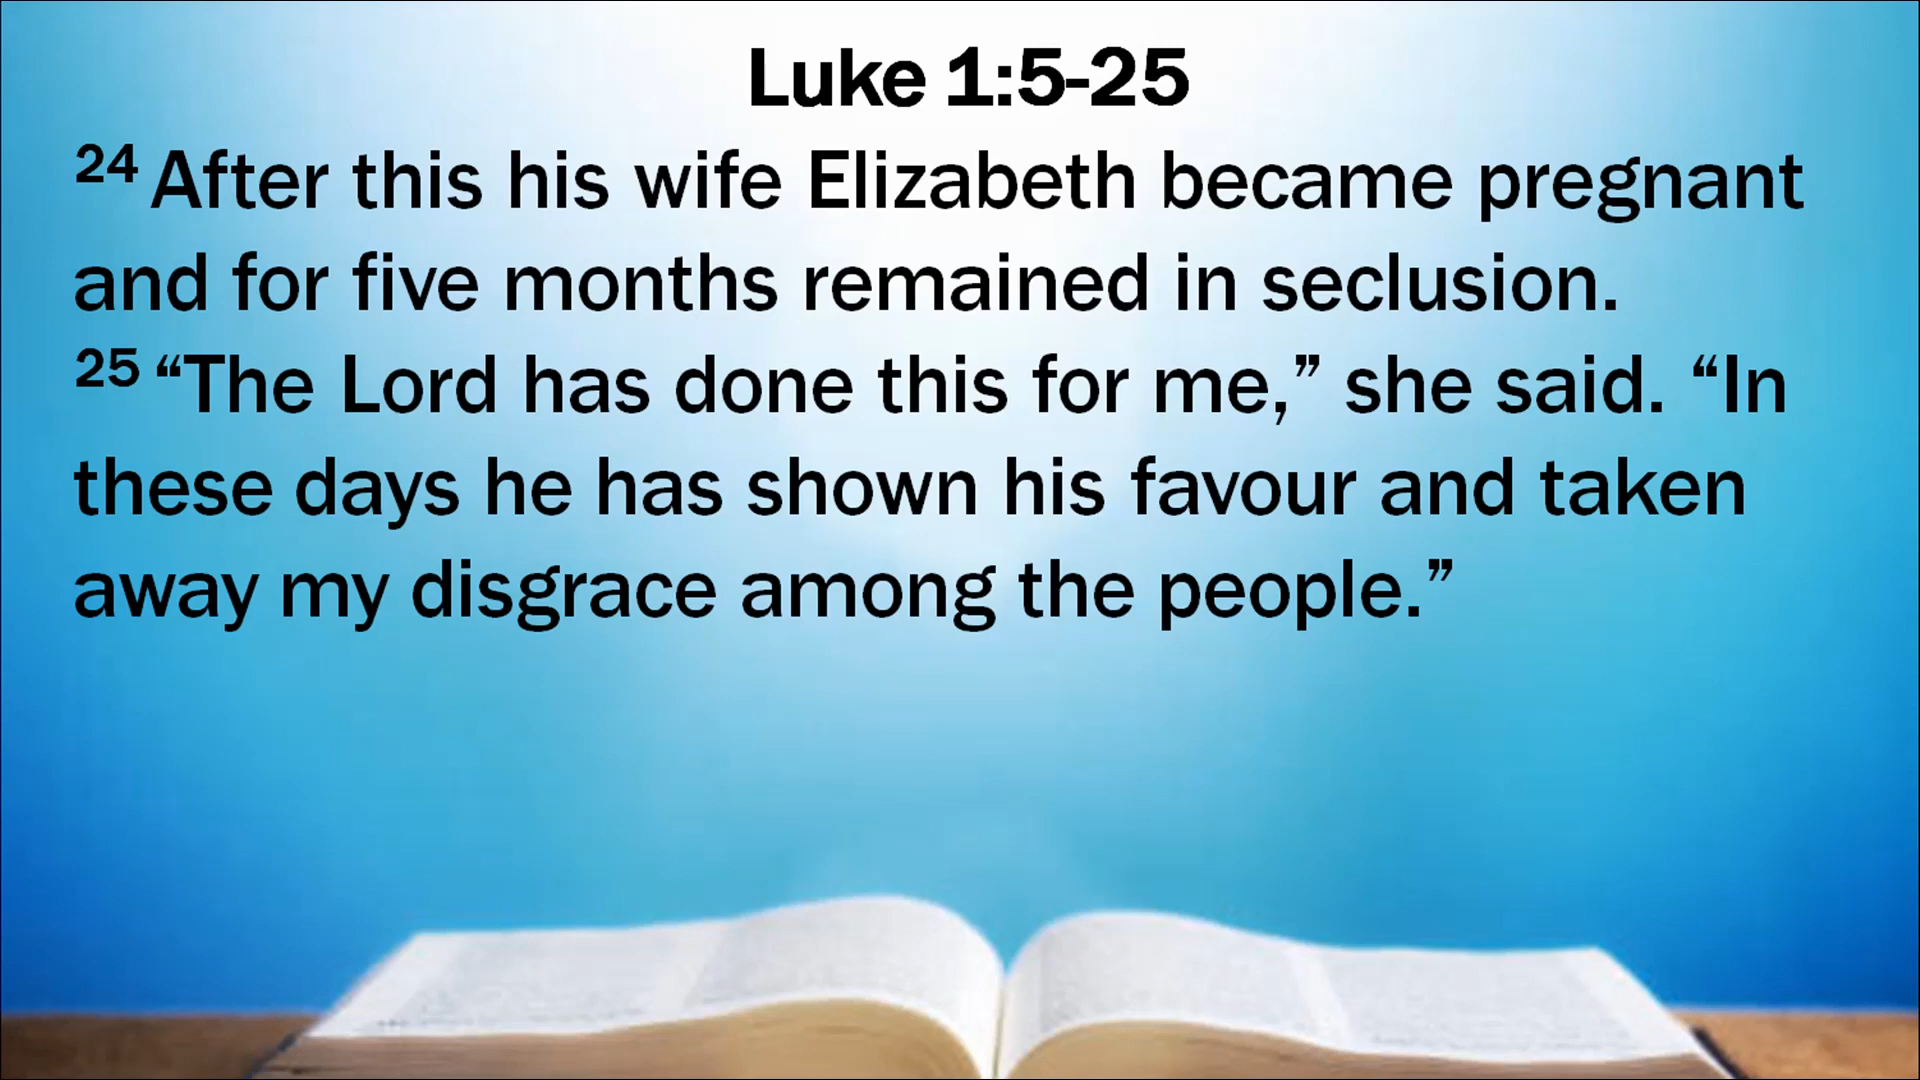 Luke 1:5-25
24 After this his wife Elizabeth became pregnant
and for five months remained in seclusion.
25 “The Lord has done this for me,” she said. “In
these days he has shown his favour and taken
away my disgrace among the people.”